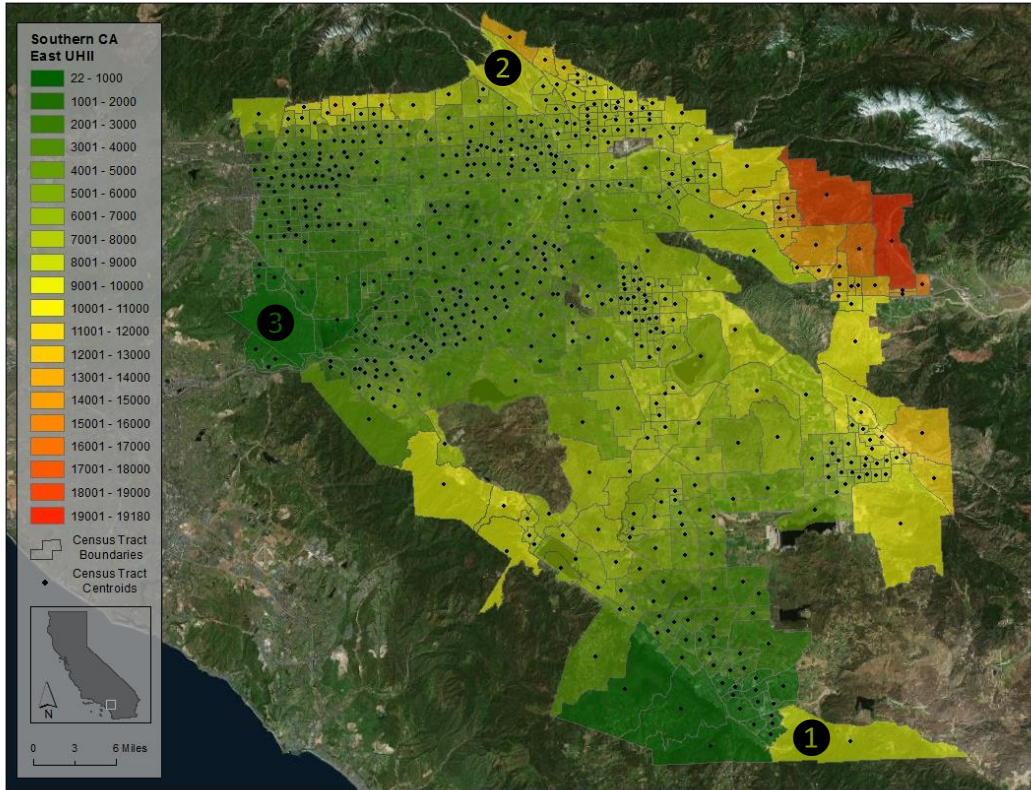 Southern CA
East UHII
22 - 1000
1001 - 2000
2001 - 3000
3001 - 4000
4001 - 5000
5001 - 6000
6001 - 7000
7001 - 8000
8001 - 9000
9001 - 10000
10001 - 11000
11001 - 12000
12001 - 13000
13001 - 14000
14001 - 15000
15001 - 16000
16001 - 17000
17001 - 18000
18001 - 19000
19001 - 19180
Census Tract
Boundaries
Census Tract
Centroids
N
0 3 6 Miles
2
3
1